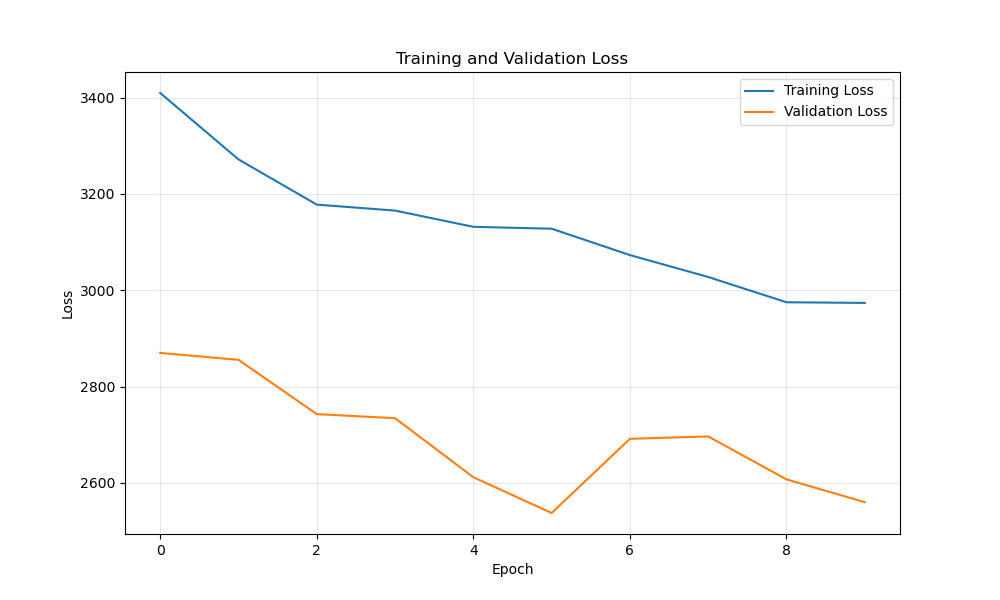 Training and Validation Loss
Training Loss
Validation Loss
3400
3200
3000
2800
2600
Loss
0 2 4 6 8
Epoch